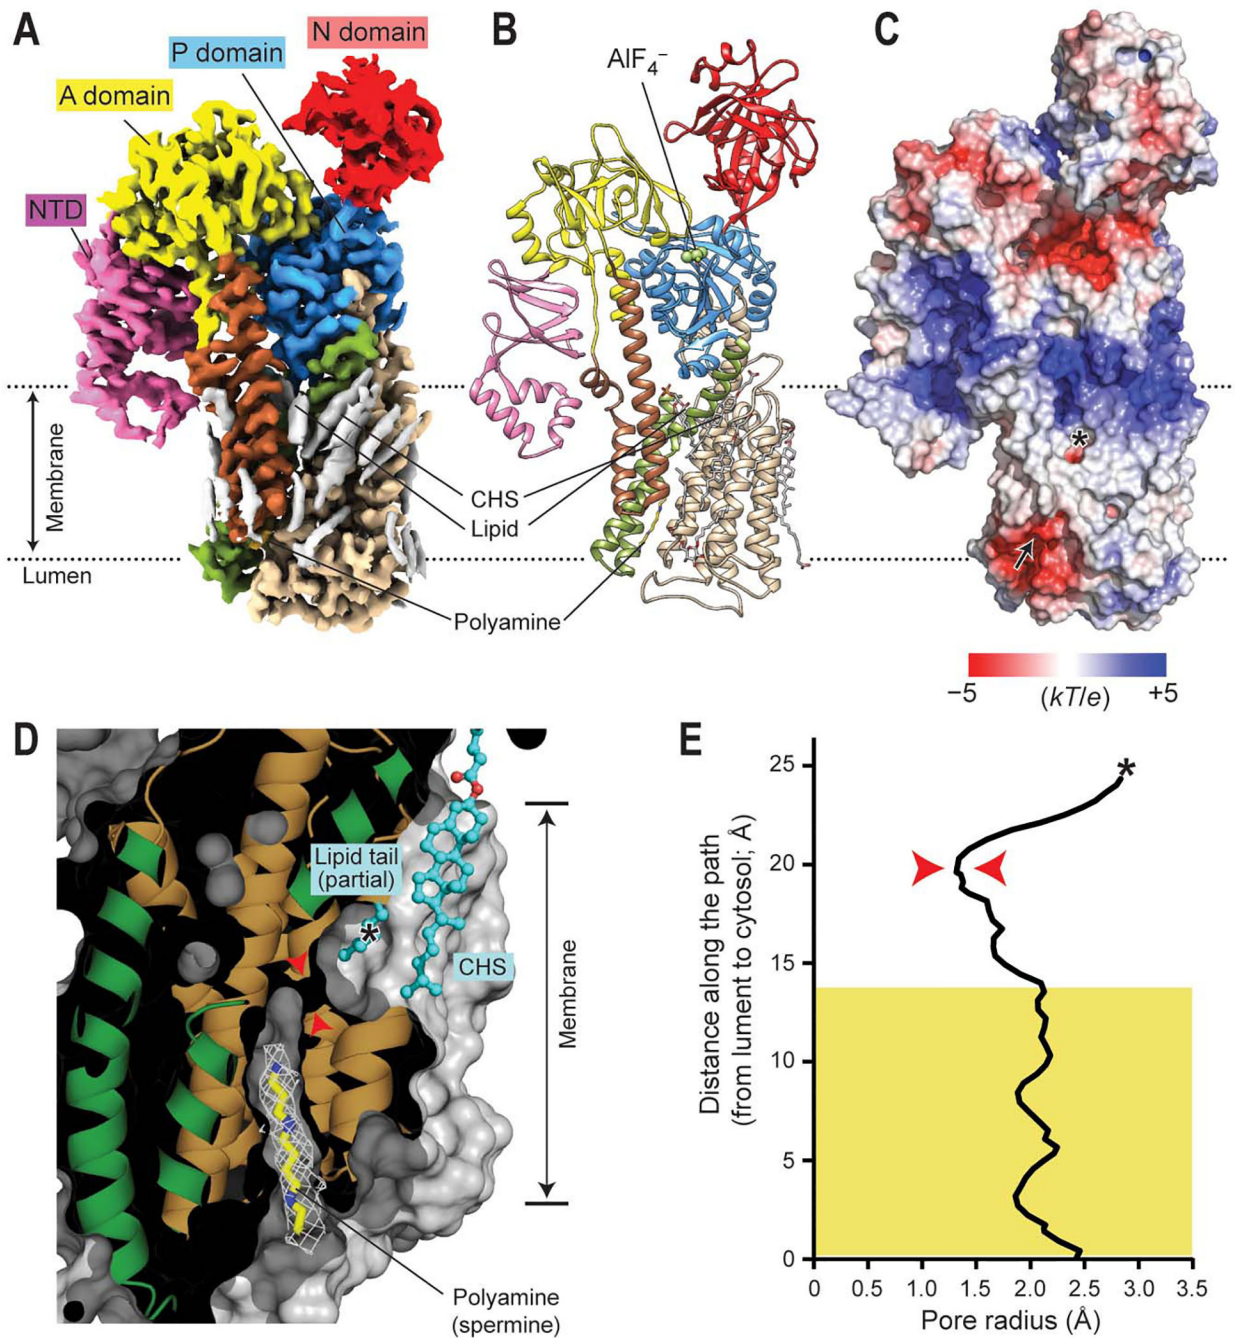 A
N domain
P domain
A domain
NTD
Membrane
Lumen
B
AlF4−
CHS
Lipid
Polyamine
C
*
−5
(kT/e)
+5
D
Lipid tail
(partial)
*
CHS
Membrane
Polyamine
(spermine)
E
Distance along the path
(from lument to cytosol; Å)
25
20
15
10
5
0
*
0
0.5
1.0
1.5
2.0
2.5
3.0
3.5
Pore radius (Å)